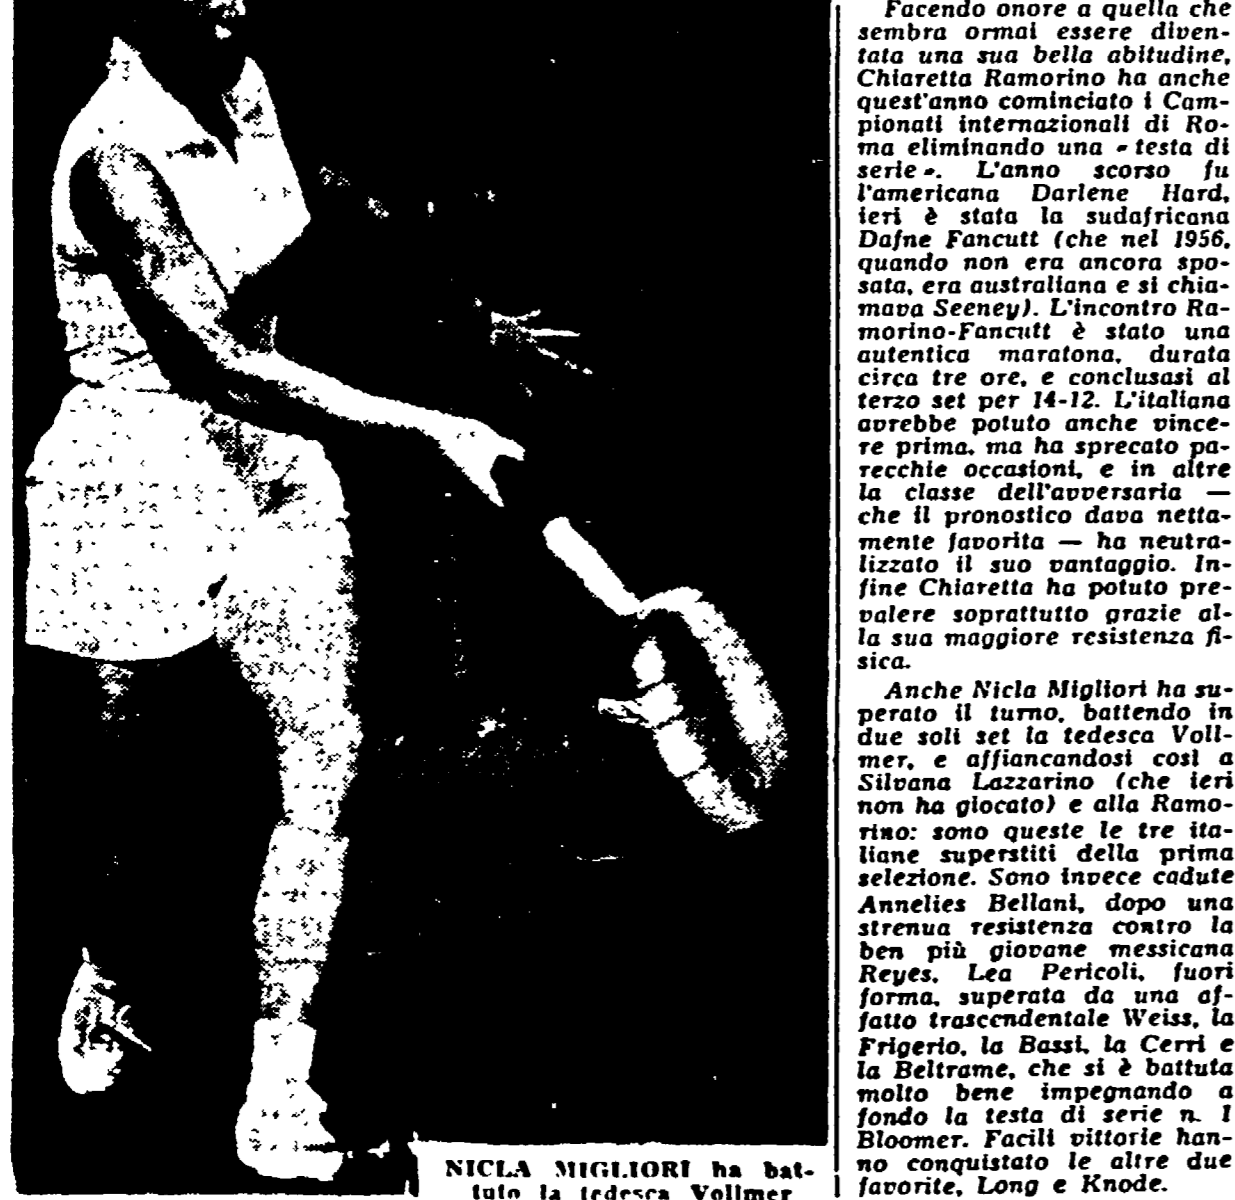 Facendo onore a quella che
sembra ormai essere diven-
tata una sua bella abitudine,
Chiaretta Ramorino ha anche
quest'anno cominciato i Cam-
pionati internazionali di Ro-
ma eliminando una « testa di
serie ». L'anno scorso fu
l'americana Darlene Hard,
ieri è stata la sudafricana
Dafne Fancutt (che nel 1956,
quando non era ancora spo-
sata, era australiana e si chia-
mava Seeney). L'incontro Ra-
morino-Fancutt è stato una
autentica maratona, durata
circa tre ore, e conclusasi al
terzo set per 14-12. L'italiana
avrebbe potuto anche vince-
re prima, ma ha sprecato pa-
recchie occasioni, e in altre
la classe dell'avversaria —
che il pronostico dava netta-
mente favorita — ha neutra-
lizzato il suo vantaggio. In-
fine Chiaretta ha potuto pre-
valere soprattutto grazie al-
la sua maggiore resistenza fi-
sica.
Anche Nicla Migliori ha su-
perato il turno, battendo in
due soli set la tedesca Voll-
mer, e affiancandosi così a
Silvana Lazzarino (che ieri
non ha giocato) e alla Ramo-
rino: sono queste le tre ita-
liane superstiti della prima
selezione. Sono invece cadute
Annelies Bellani, dopo una
strenua resistenza contro la
ben più giovane messicana
Reyes, Lea Pericoli, fuori
forma, superata da una af-
fatto trascendentale Weiss, la
Frigerio, la Bassi, la Cerri e
la Beltrame, che si è battuta
molto bene impegnando a
fondo la testa di serie n. 1
Bloomer. Facili vittorie han-
no conquistato le altre due
favorite, Long e Knode.
NICLA MIGLIORI ha bat-
tuto la tedesca Vollmer